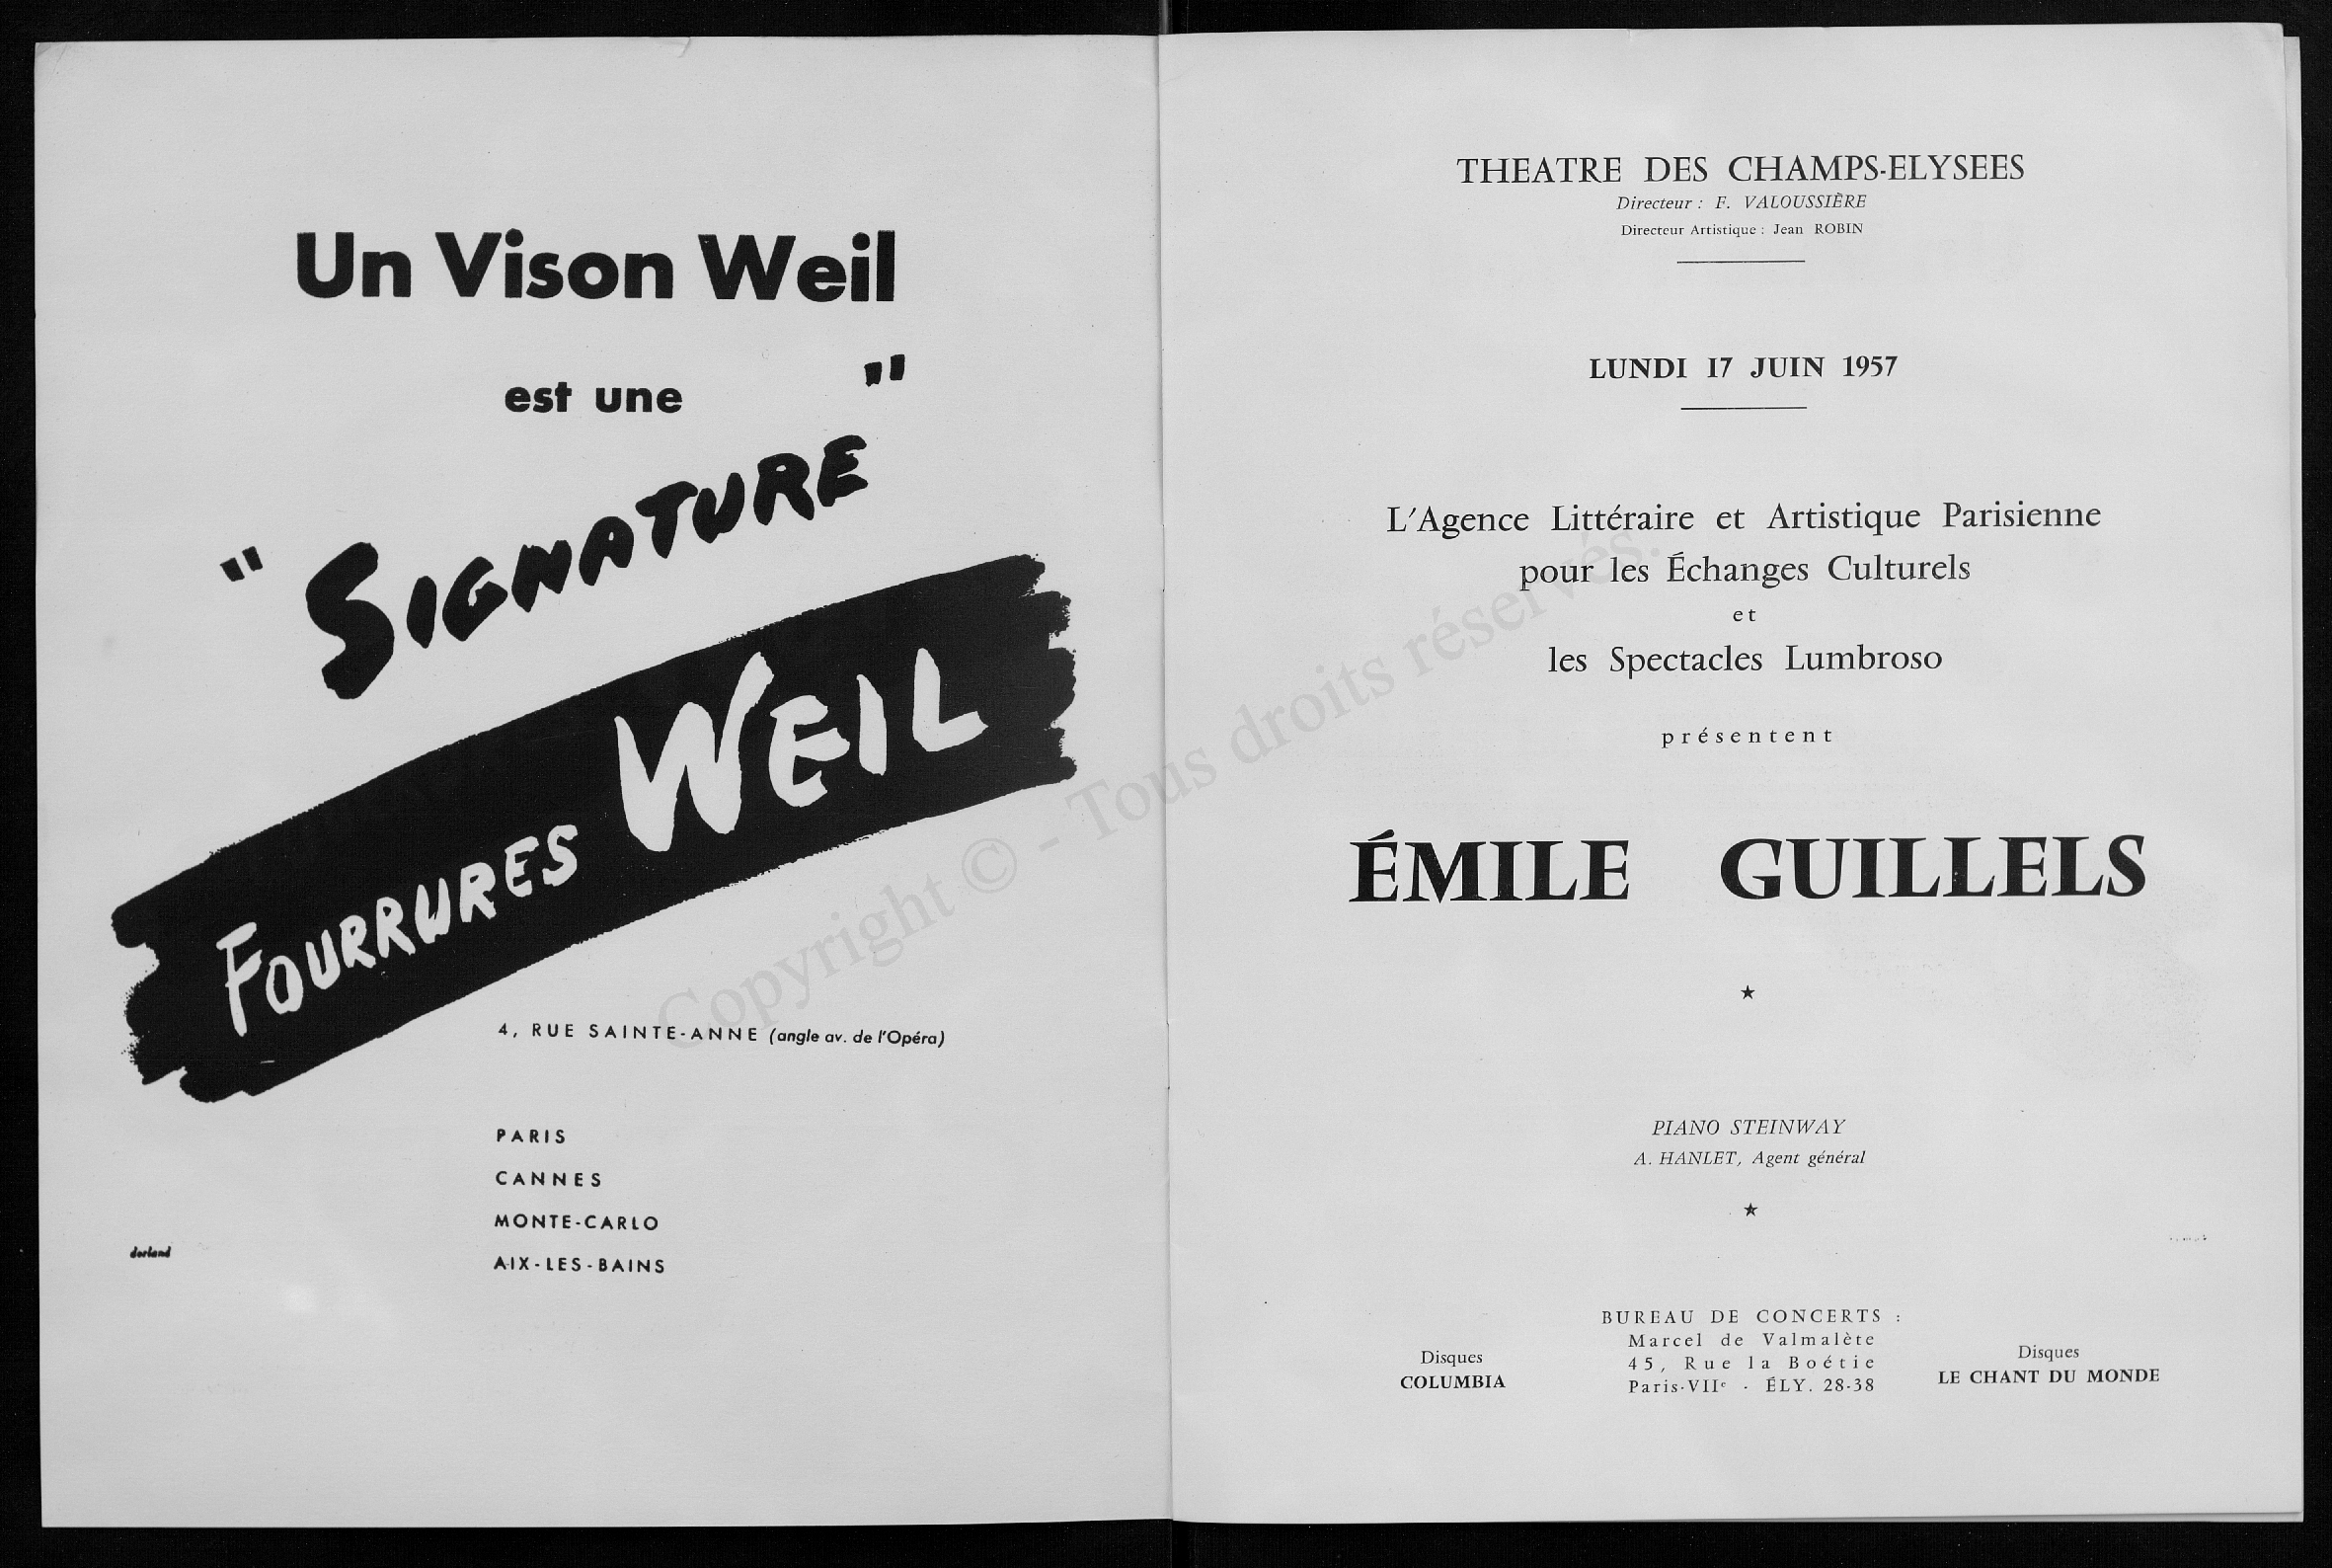 Un Vison Weil
est une
"SIGNATURE"
FOURRURES WEIL
4, RUE SAINTE-ANNE (angle av. de l'Opéra)
PARIS
CANNES
MONTE-CARLO
AIX-LES-BAINS
dorland
THEATRE DES CHAMPS-ELYSEES
Directeur : F. VALOUSSIÈRE
Directeur Artistique : Jean ROBIN
LUNDI 17 JUIN 1957
L'Agence Littéraire et Artistique Parisienne
pour les Échanges Culturels
et
les Spectacles Lumbroso
présentent
ÉMILE GUILLELS
★
PIANO STEINWAY
A. HANLET, Agent général
★
BUREAU DE CONCERTS :
Marcel de Valmalète
45, Rue la Boétie
Paris-VIIe - ÉLY. 28-38
Disques
COLUMBIA
Disques
LE CHANT DU MONDE
Copyright © - Tous droits réservés.